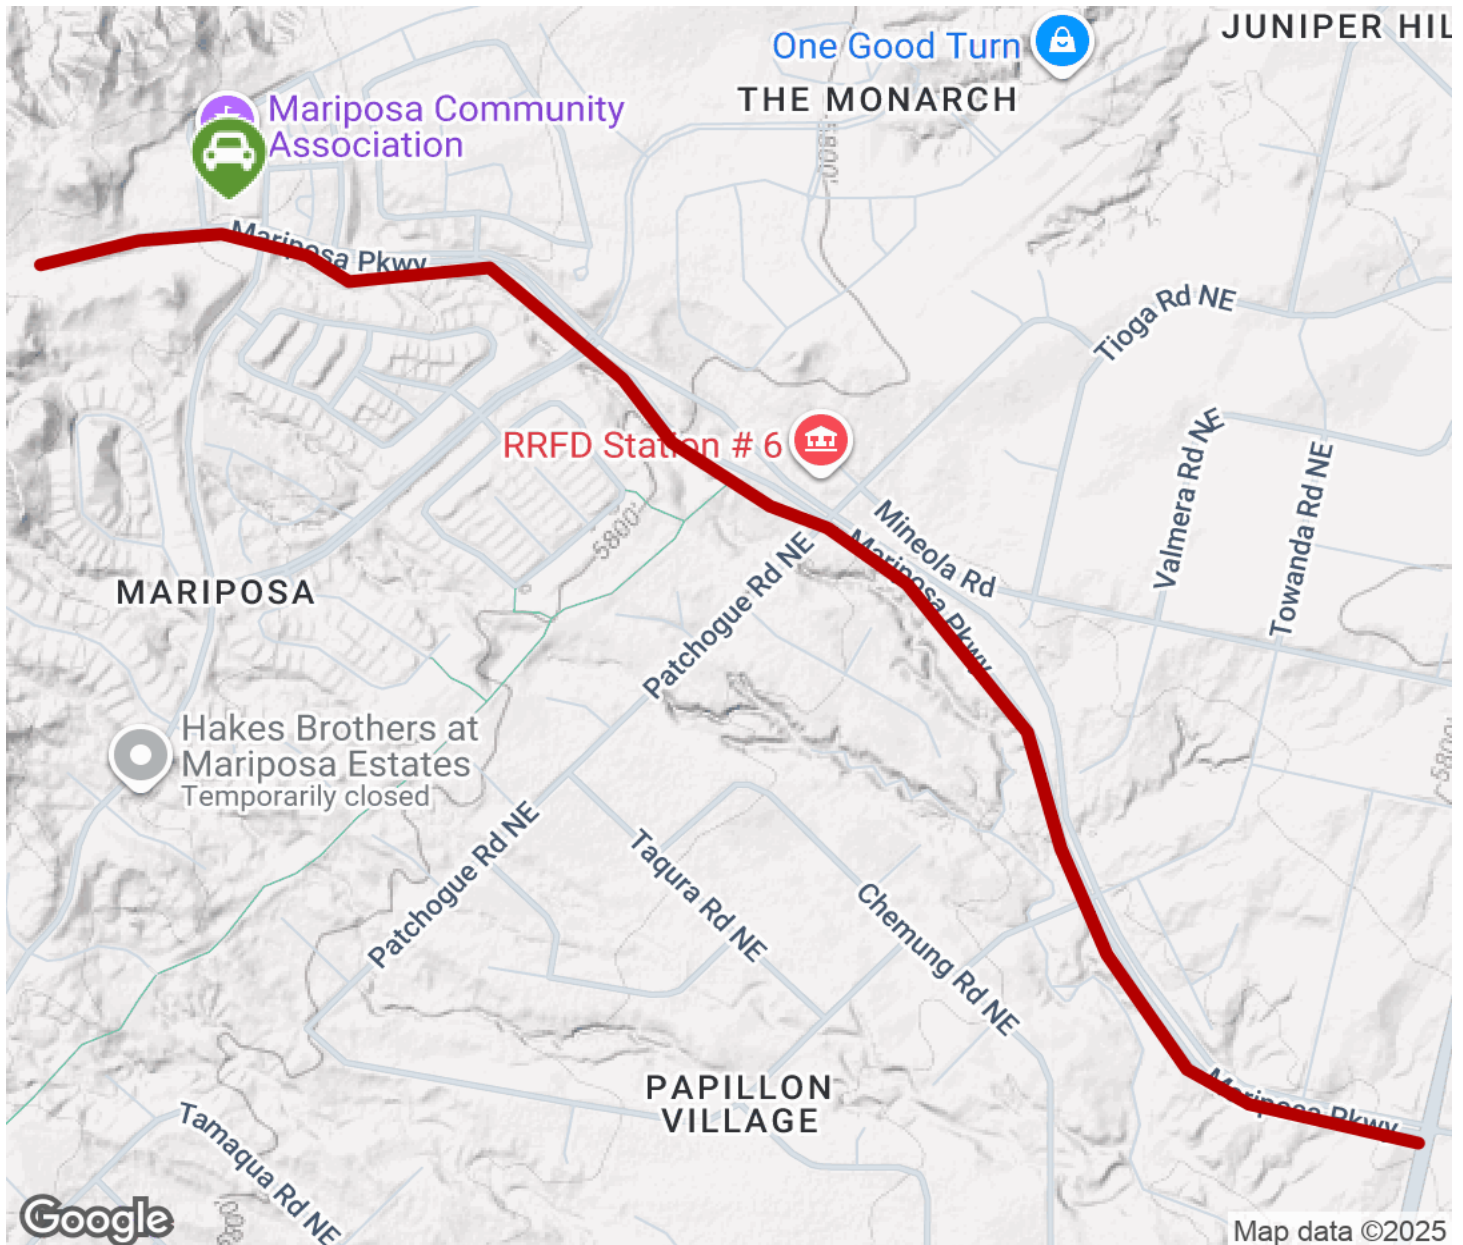 JUNIPER HIL
One Good Turn
THE MONARCH
Mariposa Community
Association
5800'
Mariposa Pkwy
Tioga Rd NE
RRFD Station # 6
Valmera Rd NE
Towanda Rd NE
Mineola Rd
5800'
Mariposa Pkwy
Patchogue Rd NE
MARIPOSA
Hakes Brothers at
Mariposa Estates
Temporarily closed
5800'
Patchogue Rd NE
Taqura Rd NE
Chemung Rd NE
PAPILLON
VILLAGE
Mariposa Pkwy
Tamaqua Rd NE
Google
Map data ©2025